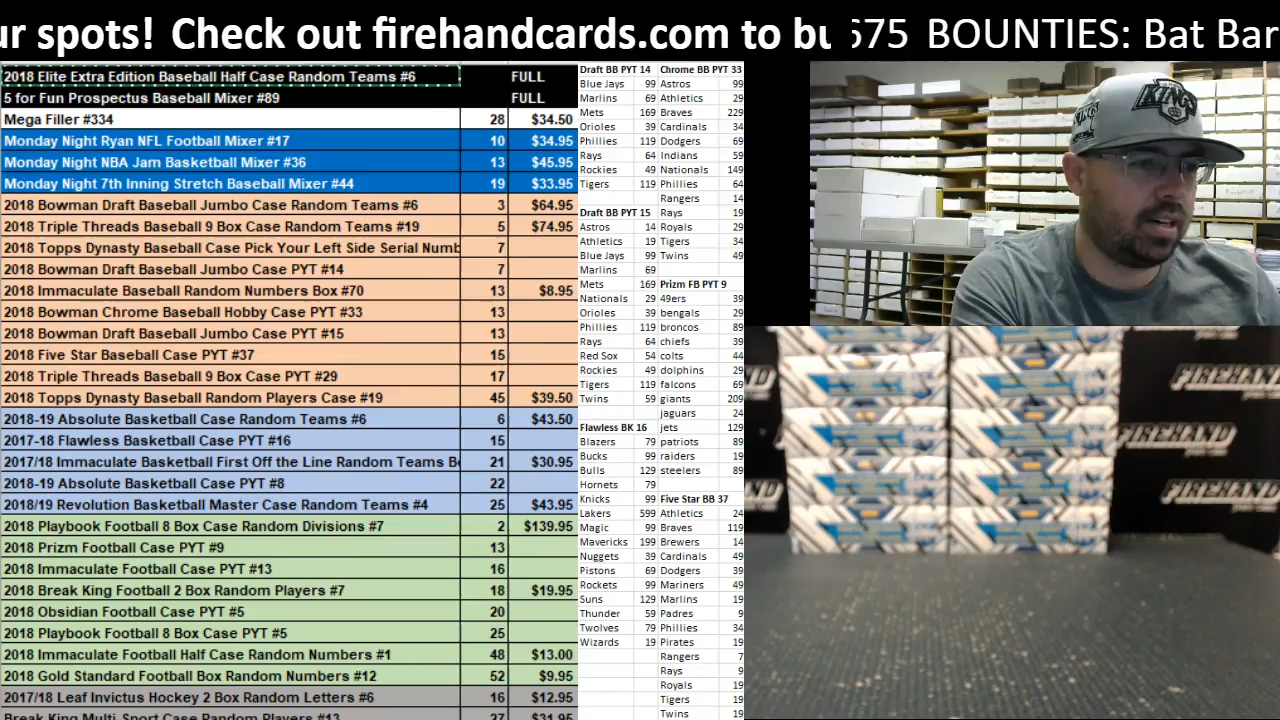 ur spots! Check out firehandcards.com to bu
675 BOUNTIES: Bat Bar
2018 Elite Extra Edition Baseball Half Case Random Teams #6 FULL
5 for Fun Prospectus Baseball Mixer #89 FULL
Mega Filler #334 28 $34.50
Monday Night Ryan NFL Football Mixer #17 10 $34.95
Monday Night NBA Jam Basketball Mixer #36 13 $45.95
Monday Night 7th Inning Stretch Baseball Mixer #44 19 $33.95
2018 Bowman Draft Baseball Jumbo Case Random Teams #6 3 $64.95
2018 Triple Threads Baseball 9 Box Case Random Teams #19 5 $74.95
2018 Topps Dynasty Baseball Case Pick Your Left Side Serial Numb 7
2018 Bowman Draft Baseball Jumbo Case PYT #14 7
2018 Immaculate Baseball Random Numbers Box #70 13 $8.95
2018 Bowman Chrome Baseball Hobby Case PYT #33 13
2018 Bowman Draft Baseball Jumbo Case PYT #15 13
2018 Five Star Baseball Case PYT #37 15
2018 Triple Threads Baseball 9 Box Case PYT #29 17
2018 Topps Dynasty Baseball Random Players Case #19 45 $39.50
2018-19 Absolute Basketball Case Random Teams #6 6 $43.50
2017-18 Flawless Basketball Case PYT #16 15
2017/18 Immaculate Basketball First Off the Line Random Teams B 21 $30.95
2018-19 Absolute Basketball Case PYT #8 22
2018/19 Revolution Basketball Master Case Random Teams #4 25 $43.95
2018 Playbook Football 8 Box Case Random Divisions #7 2 $139.95
2018 Prizm Football Case PYT #9 13
2018 Immaculate Football Case PYT #13 16
2018 Break King Football 2 Box Random Players #7 18 $19.95
2018 Obsidian Football Case PYT #5 20
2018 Playbook Football 8 Box Case PYT #5 25
2018 Immaculate Football Half Case Random Numbers #1 48 $13.00
2018 Gold Standard Football Box Random Numbers #12 52 $9.95
2017/18 Leaf Invictus Hockey 2 Box Random Letters #6 16 $12.95
Break King Multi-Sport Case Random Players #13 27 $31.95
Draft BB PYT 14
Blue Jays 99
Marlins 69
Mets 169
Orioles 39
Phillies 119
Rays 64
Rockies 49
Tigers 119
Draft BB PYT 15
Astros 14
Athletics 19
Blue Jays 99
Marlins 69
Mets 169
Nationals 29
Orioles 39
Phillies 119
Rays 64
Red Sox 54
Rockies 49
Tigers 119
Twins 59
Flawless BK 16
Blazers 79
Bucks 99
Bulls 129
Hornets 79
Knicks 99
Lakers 599
Magic 99
Mavericks 199
Nuggets 39
Pistons 69
Rockets 99
Suns 129
Thunder 59
Twolves 79
Wizards 19
Chrome BB PYT 33
Astros 99
Athletics 29
Braves 229
Cardinals 34
Dodgers 69
Indians 59
Nationals 149
Phillies 64
Rangers 14
Rays 19
Royals 29
Tigers 34
Twins 49
Prizm FB PYT 9
49ers 39
bengals 29
broncos 89
chiefs 39
colts 44
dolphins 29
falcons 69
giants 209
jaguars 24
jets 129
patriots 89
raiders 19
steelers 89
Five Star BB 37
Athletics 24
Braves 119
Brewers 14
Cardinals 49
Dodgers 39
Mariners 49
Marlins 19
Padres 9
Phillies 34
Pirates 19
Rangers 7
Rays 9
Royals 19
Tigers 19
Twins 19
KINGS
FIREHAND
FIREHAND
FIREHAND